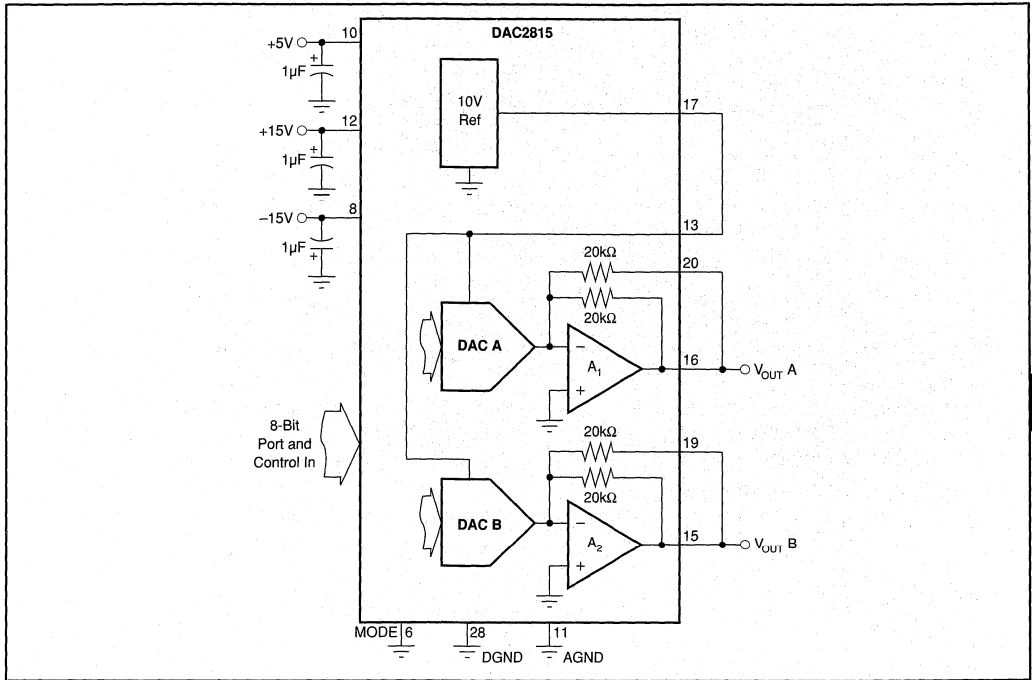 DAC2815
+5V
10
+
1µF
10V
Ref
17
+15V
12
+
1µF
–15V
8
1µF
+
13
20kΩ
20
20kΩ
DAC A
–
A1
+
16
VOUT A
8-Bit
Port and
Control In
20kΩ
19
20kΩ
DAC B
–
A2
+
15
VOUT B
MODE 6
28
DGND
11
AGND